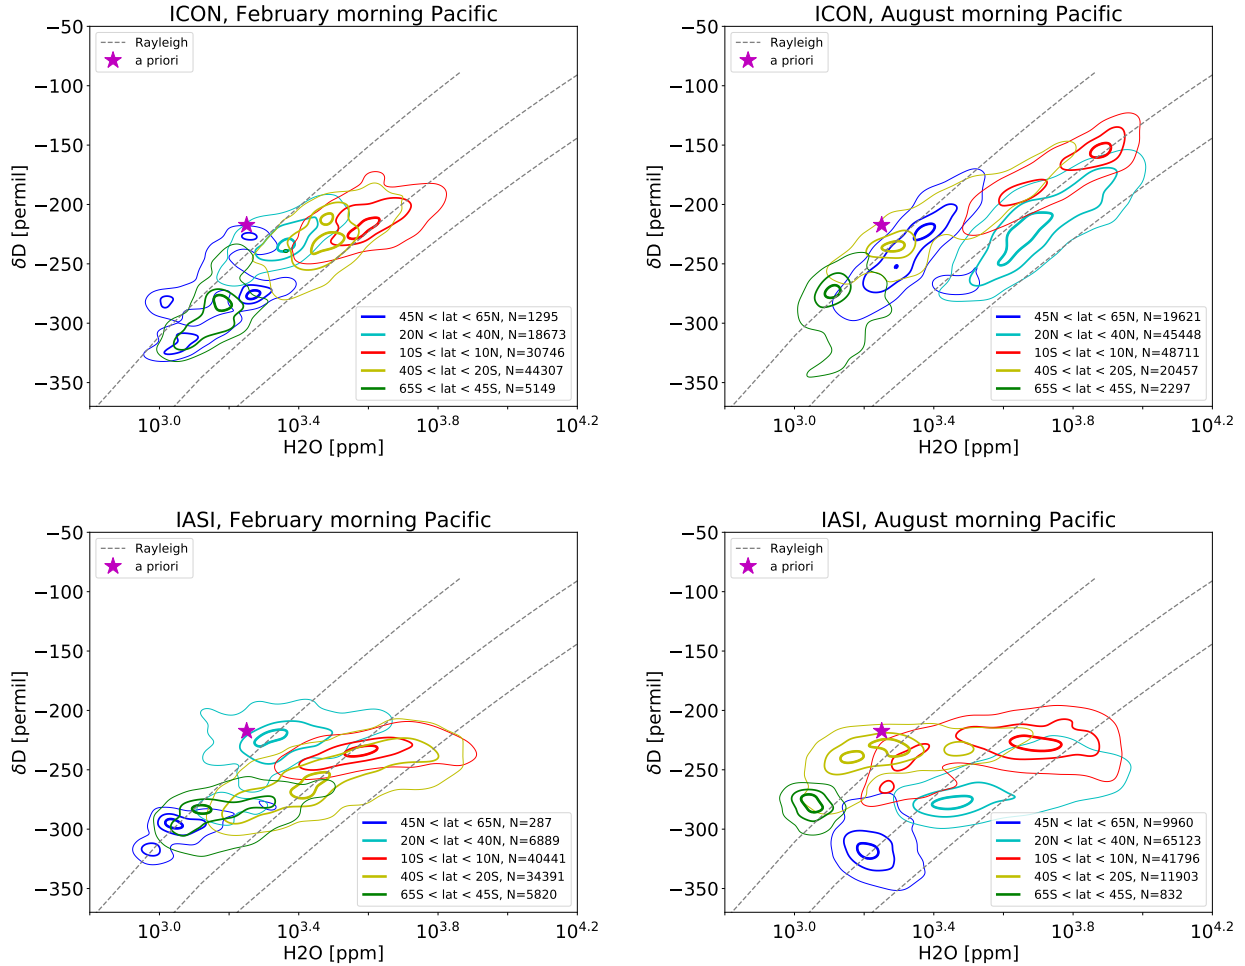 ICON, February morning Pacific
−50
−100
−150
−200
−250
−300
−350
δD [permil]
Rayleigh
a priori
45N < lat < 65N, N=1295
20N < lat < 40N, N=18673
10S < lat < 10N, N=30746
40S < lat < 20S, N=44307
65S < lat < 45S, N=5149
10^3.0 10^3.4 10^3.8 10^4.2
H2O [ppm]
ICON, August morning Pacific
−50
−100
−150
−200
−250
−300
−350
δD [permil]
Rayleigh
a priori
45N < lat < 65N, N=19621
20N < lat < 40N, N=45448
10S < lat < 10N, N=48711
40S < lat < 20S, N=20457
65S < lat < 45S, N=2297
10^3.0 10^3.4 10^3.8 10^4.2
H2O [ppm]
IASI, February morning Pacific
−50
−100
−150
−200
−250
−300
−350
δD [permil]
Rayleigh
a priori
45N < lat < 65N, N=287
20N < lat < 40N, N=6889
10S < lat < 10N, N=40441
40S < lat < 20S, N=34391
65S < lat < 45S, N=5820
10^3.0 10^3.4 10^3.8 10^4.2
H2O [ppm]
IASI, August morning Pacific
−50
−100
−150
−200
−250
−300
−350
δD [permil]
Rayleigh
a priori
45N < lat < 65N, N=9960
20N < lat < 40N, N=65123
10S < lat < 10N, N=41796
40S < lat < 20S, N=11903
65S < lat < 45S, N=832
10^3.0 10^3.4 10^3.8 10^4.2
H2O [ppm]